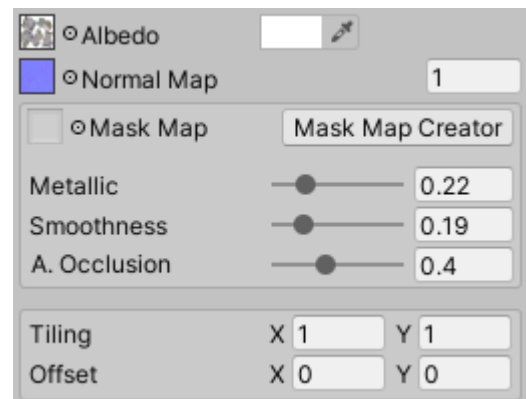 Albedo
Normal Map 1
Mask Map Mask Map Creator
Metallic 0.22
Smoothness 0.19
A. Occlusion 0.4
Tiling X 1 Y 1
Offset X 0 Y 0